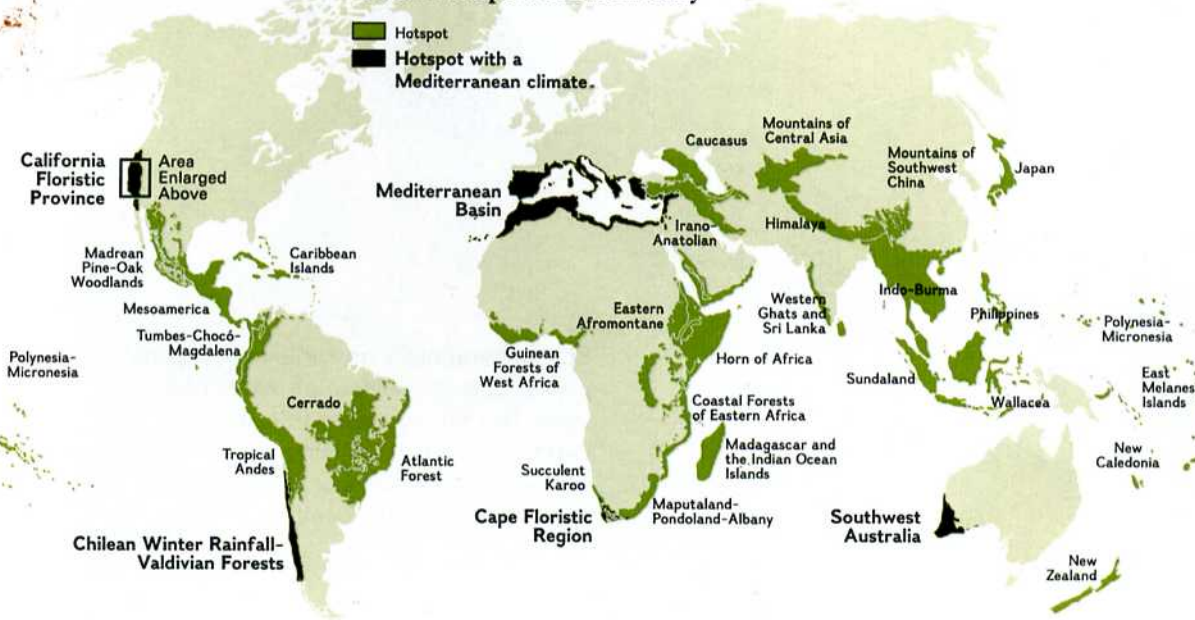 Hotspot
Hotspot with a
Mediterranean climate.
California
Floristic
Province
Area
Enlarged
Above
Mediterranean
Basin
Caucasus
Mountains of
Central Asia
Mountains of
Southwest
China
Japan
Irano-
Anatolian
Himalaya
Madrean
Pine-Oak
Woodlands
Caribbean
Islands
Mesoamerica
Tumbes-Chocó-
Magdalena
Polynesia-
Micronesia
Eastern
Afromontane
Western
Ghats and
Sri Lanka
Indo-Burma
Philippines
Polynesia-
Micronesia
Guinean
Forests of
West Africa
Horn of Africa
Sundaland
Wallacea
East
Melanes
Islands
Cerrado
Coastal Forests
of Eastern Africa
Tropical
Andes
Atlantic
Forest
Madagascar and
the Indian Ocean
Islands
New
Caledonia
Succulent
Karoo
Maputaland-
Pondoland-Albany
Cape Floristic
Region
Southwest
Australia
Chilean Winter Rainfall-
Valdivian Forests
New
Zealand